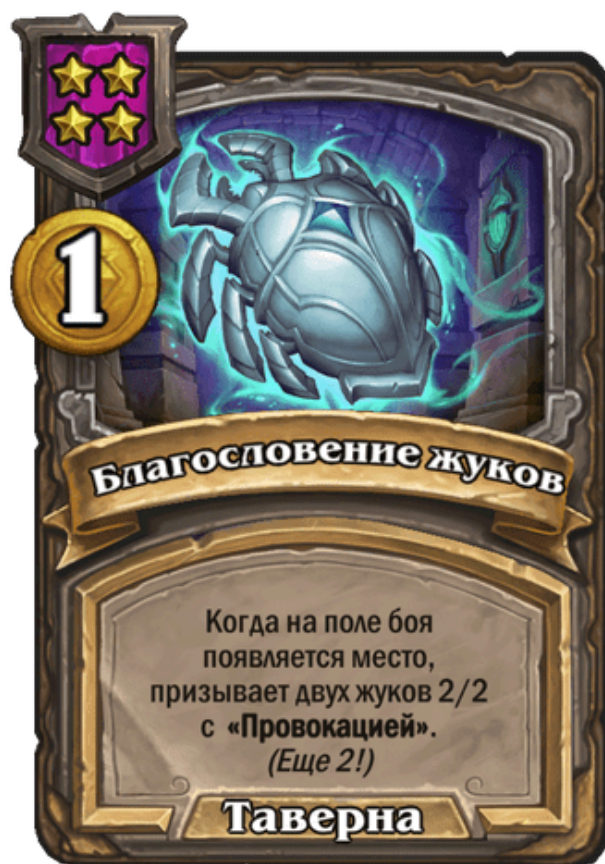 1
Благословение жуков
Когда на поле боя
появляется место,
призывает двух жуков 2/2
с «Провокацией».
(Еще 2!)
Таверна